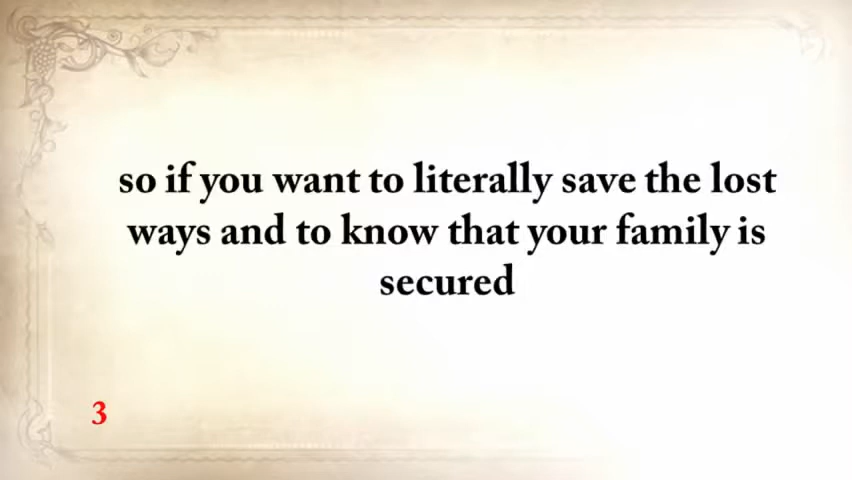 so if you want to literally save the lost
ways and to know that your family is
secured
3